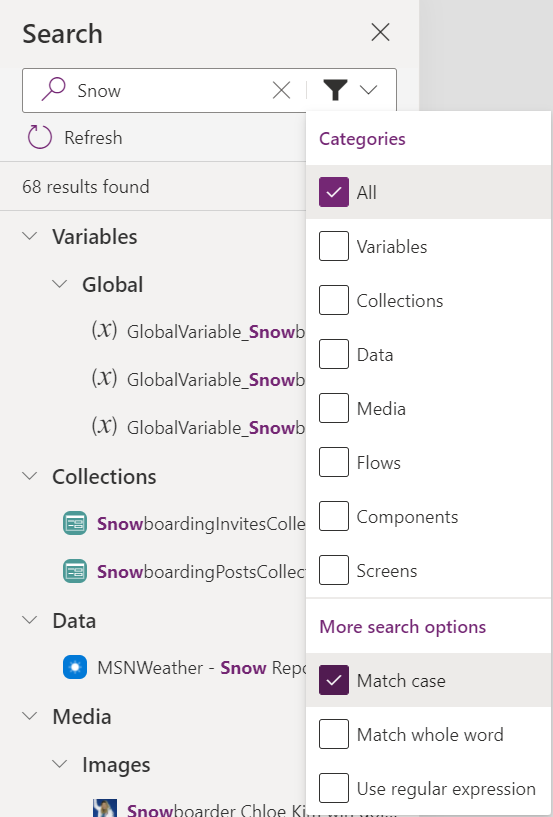 Search
Snow
Refresh
68 results found
Variables
Global
(x) GlobalVariable_Snowb
(x) GlobalVariable_Snowb
(x) GlobalVariable_Snowb
Collections
SnowboardingInvitesColle
SnowboardingPostsCollec
Data
MSNWeather - Snow Repo
Media
Images
Snowboarder Chloe Kim win gol...
Categories
All
Variables
Collections
Data
Media
Flows
Components
Screens
More search options
Match case
Match whole word
Use regular expression